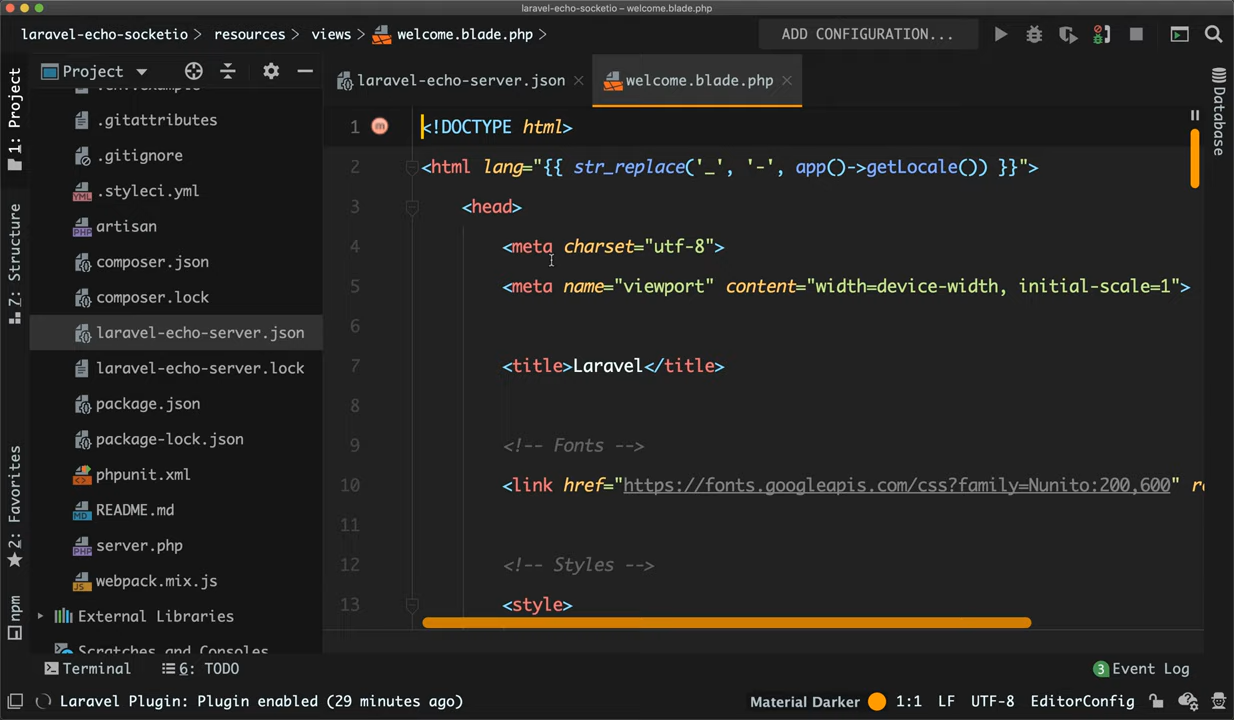 laravel-echo-socketio – welcome.blade.php
laravel-echo-socketio > resources > views > welcome.blade.php >
ADD CONFIGURATION...
Project
laravel-echo-server.json ×
welcome.blade.php ×
1: Project
Z: Structure
2: Favorites
npm
Database
.env.example
.gitattributes
.gitignore
.styleci.yml
artisan
composer.json
composer.lock
laravel-echo-server.json
laravel-echo-server.lock
package.json
package-lock.json
phpunit.xml
README.md
server.php
webpack.mix.js
External Libraries
Scratches and Consoles
1 <!DOCTYPE html>
2 <html lang="{{ str_replace('_', '-', app()->getLocale()) }}">
3 <head>
4 <meta charset="utf-8">
5 <meta name="viewport" content="width=device-width, initial-scale=1">
6
7 <title>Laravel</title>
8
9 <!-- Fonts -->
10 <link href="https://fonts.googleapis.com/css?family=Nunito:200,600" re
11
12 <!-- Styles -->
13 <style>
Terminal
6: TODO
3 Event Log
Laravel Plugin: Plugin enabled (29 minutes ago)
Material Darker
1:1 LF UTF-8 EditorConfig